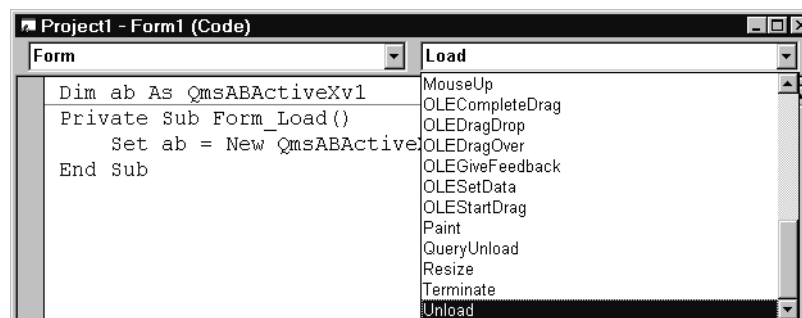 Project1 - Form1 (Code)
Form
Load
Dim ab As QmsABActiveXv1
Private Sub Form_Load()
Set ab = New QmsABActive
End Sub
MouseUp
OLECompleteDrag
OLEDragDrop
OLEDragOver
OLEGiveFeedback
OLESetData
OLEStartDrag
Paint
QueryUnload
Resize
Terminate
Unload